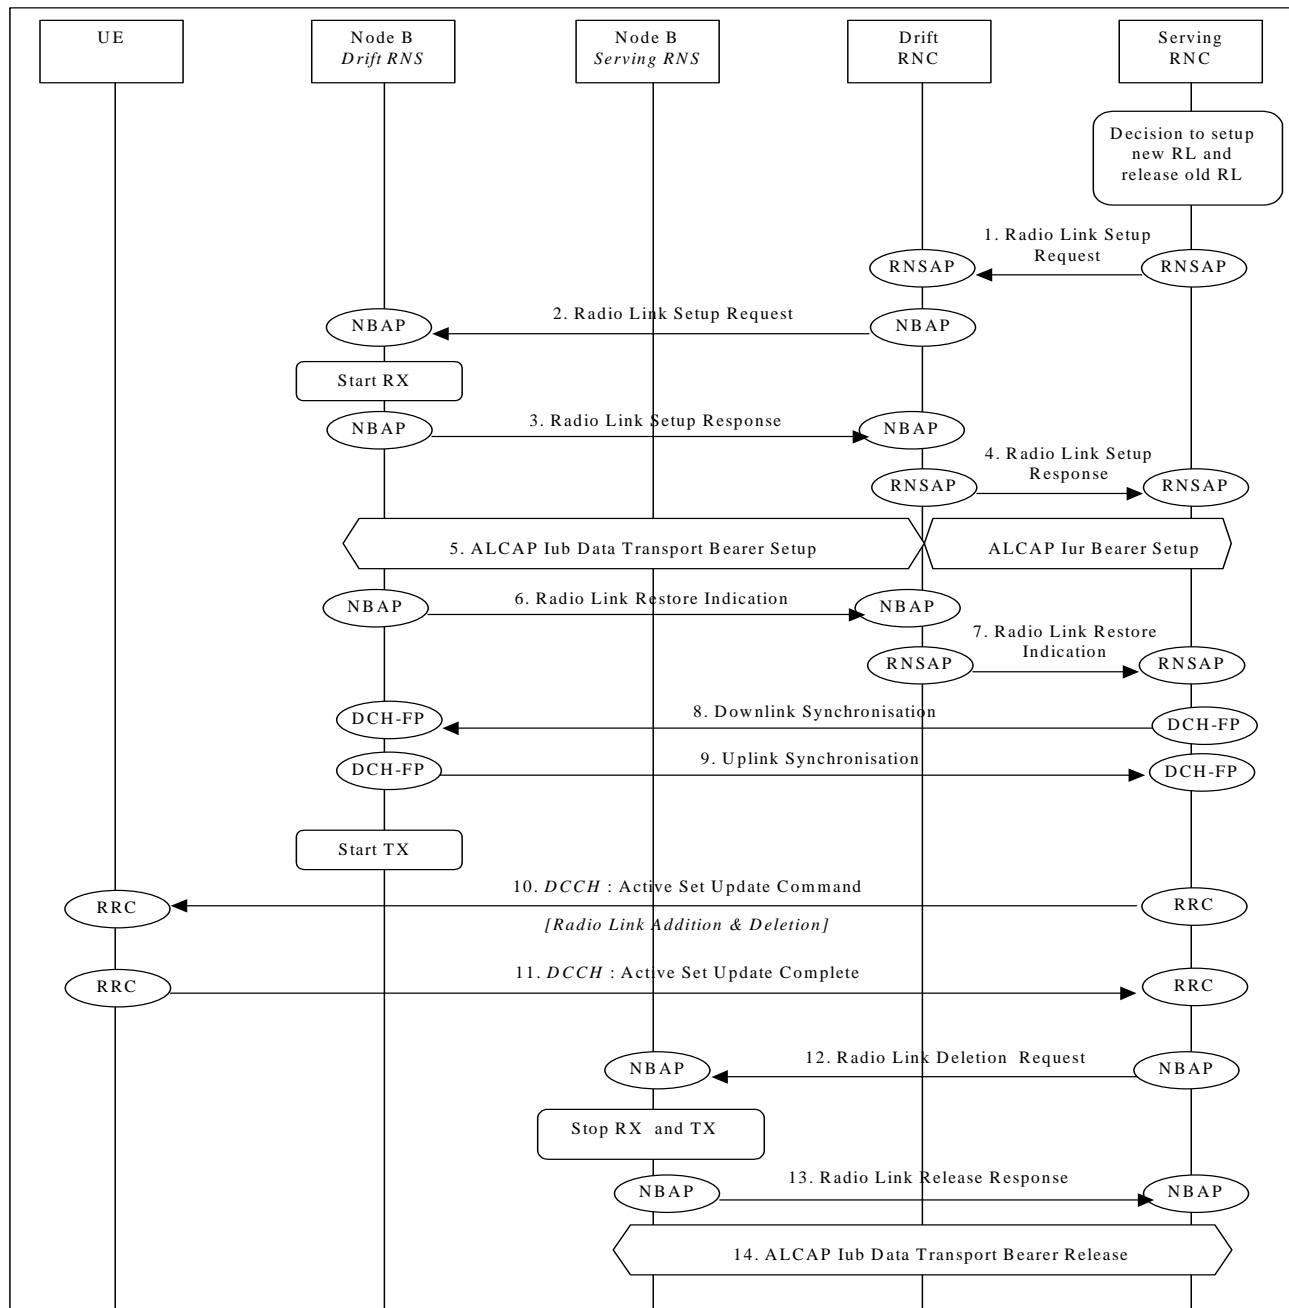 UE
Node B
Drift RNS
Node B
Serving RNS
Drift
RNC
Serving
RNC
Decision to setup
new RL and
release old RL
1. Radio Link Setup
Request
RNSAP
RNSAP
NBAP
2. Radio Link Setup Request
NBAP
Start RX
NBAP
3. Radio Link Setup Response
NBAP
4. Radio Link Setup
Response
RNSAP
RNSAP
5. ALCAP Iub Data Transport Bearer Setup
ALCAP Iur Bearer Setup
NBAP
6. Radio Link Restore Indication
NBAP
7. Radio Link Restore
Indication
RNSAP
RNSAP
DCH-FP
8. Downlink Synchronisation
DCH-FP
DCH-FP
9. Uplink Synchronisation
DCH-FP
Start TX
RRC
10. DCCH : Active Set Update Command
RRC
[Radio Link Addition & Deletion]
RRC
11. DCCH : Active Set Update Complete
RRC
NBAP
12. Radio Link Deletion Request
NBAP
Stop RX and TX
NBAP
13. Radio Link Release Response
NBAP
14. ALCAP Iub Data Transport Bearer Release